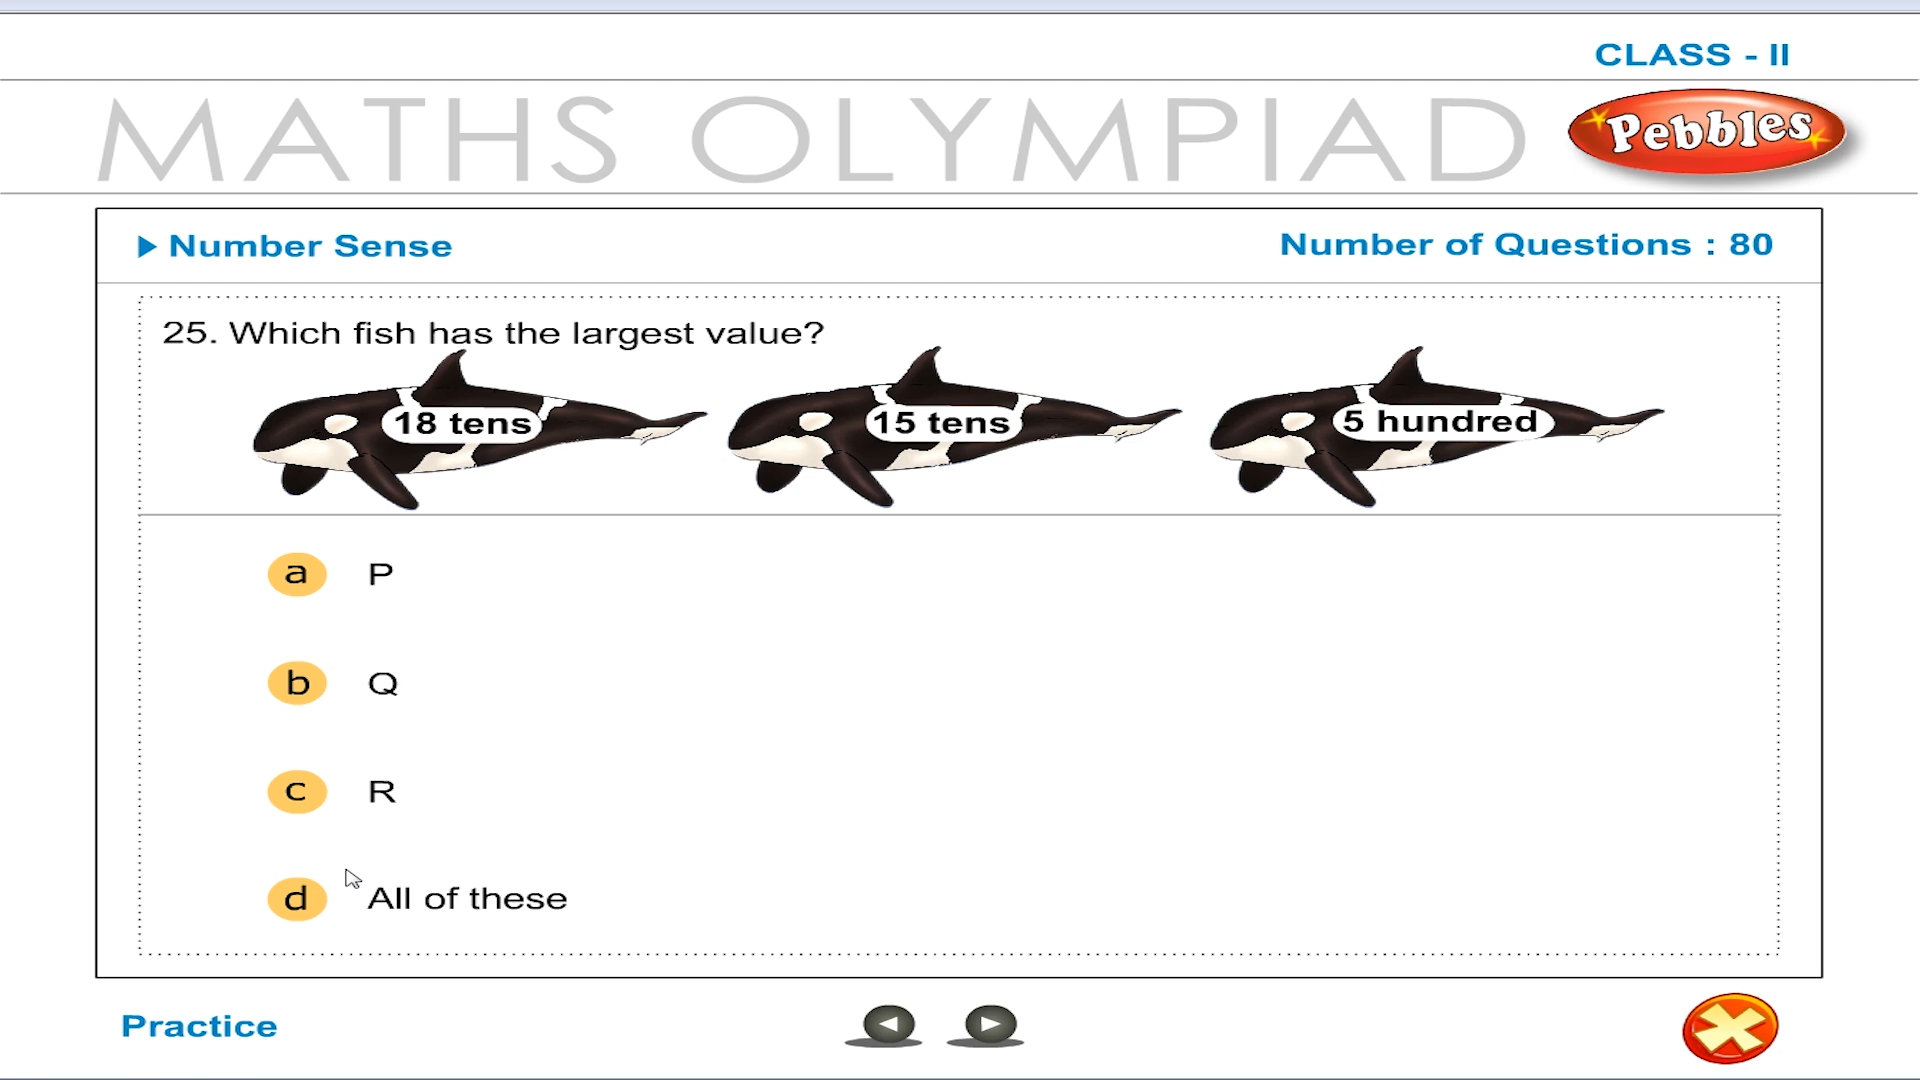 CLASS - II
MATHS OLYMPIAD
Pebbles
Number Sense
Number of Questions : 80
25. Which fish has the largest value?
18 tens
15 tens
5 hundred
a P
b Q
c R
d All of these
Practice